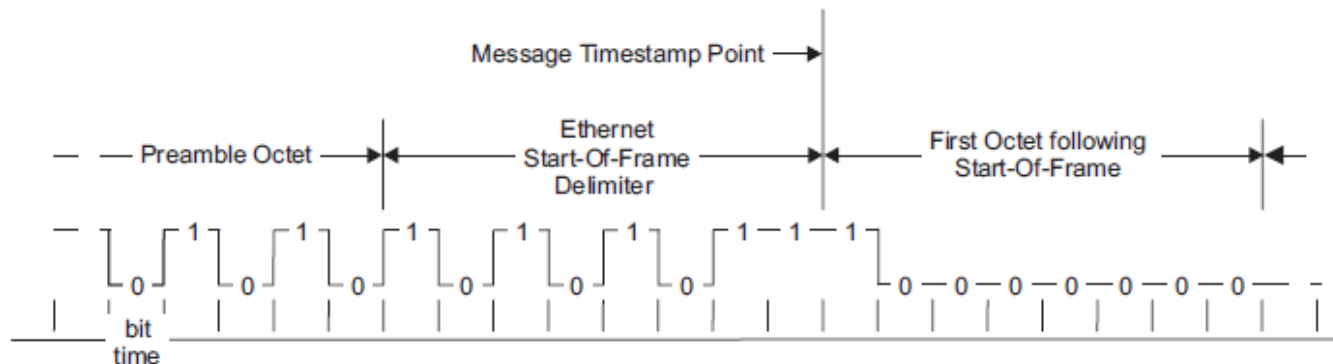 Message Timestamp Point
Preamble Octet
Ethernet
Start-Of-Frame
Delimiter
First Octet following
Start-Of-Frame
0 1 0 1 0 1 0 1 0 1 0 1 1 1 0 0 0 0 0 0 0
bit
time